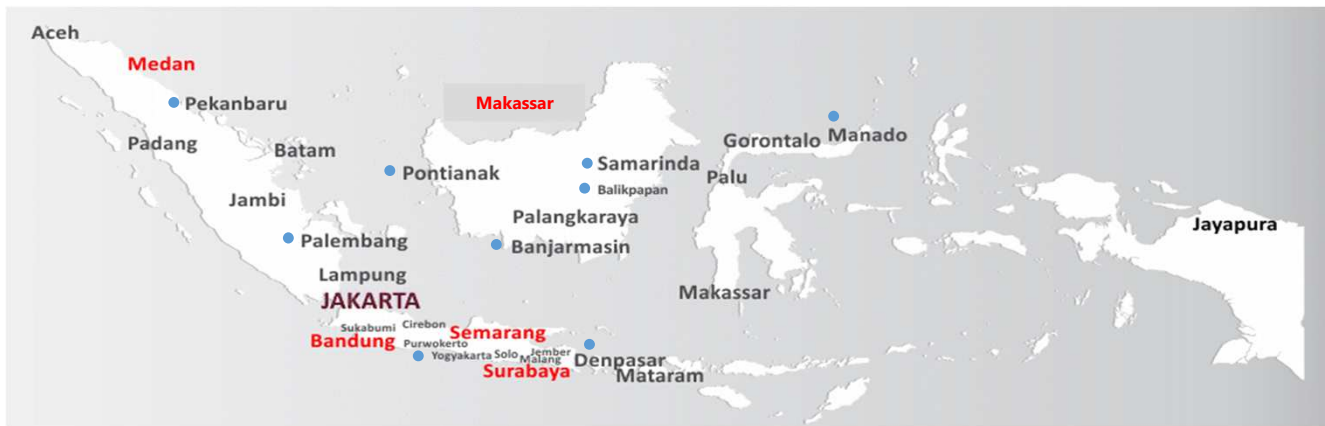 Aceh
Medan
Makassar
Pekanbaru
Padang
Batam
Gorontalo
Manado
Samarinda
Pontianak
Palu
Balikpapan
Jambi
Palangkaraya
Jayapura
Palembang
Banjarmasin
Lampung
Makassar
JAKARTA
Sukabumi
Cirebon
Semarang
Bandung
Purwokerto
Yogyakarta
Solo
Jember
Malang
Denpasar
Surabaya
Mataram